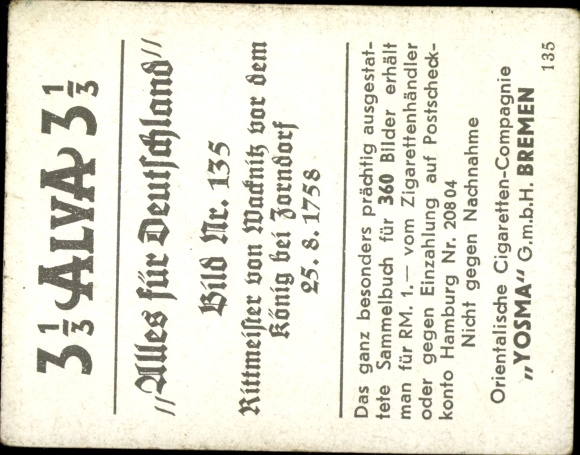 3⅓ ALVA 3⅓
„Alles für Deutschland“
Bild Nr. 135
Rittmeister von Wacknitz vor dem
König bei Zorndorf
25. 8. 1758
Das ganz besonders prächtig ausgestat-
tete Sammelbuch für 360 Bilder erhält
man für RM. 1.— vom Zigarettenhändler
oder gegen Einzahlung auf Postscheck-
konto Hamburg Nr. 208 04
Nicht gegen Nachnahme
Orientalische Cigaretten-Compagnie
„YOSMA“ G.m.b.H. BREMEN
135